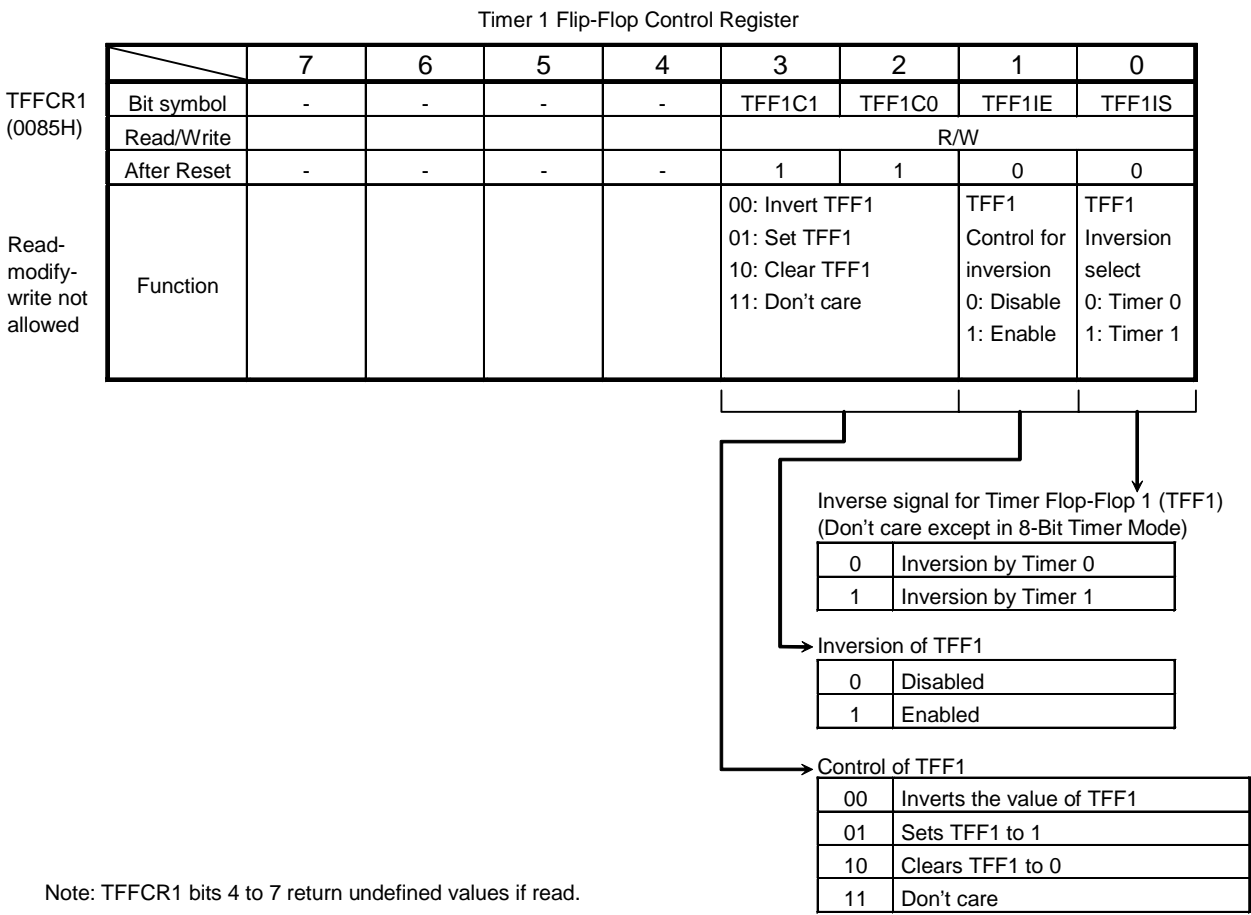 Timer 1 Flip-Flop Control Register
7 6 5 4 3 2 1 0
TFFCR1
(0085H)
Bit symbol - - - - TFF1C1 TFF1C0 TFF1IE TFF1IS
Read/Write R/W
After Reset - - - - 1 1 0 0
Read-
modify-
write not
allowed
Function
00: Invert TFF1
01: Set TFF1
10: Clear TFF1
11: Don't care
TFF1
Control for
inversion
0: Disable
1: Enable
TFF1
Inversion
select
0: Timer 0
1: Timer 1
Inverse signal for Timer Flop-Flop 1 (TFF1)
(Don't care except in 8-Bit Timer Mode)
0 Inversion by Timer 0
1 Inversion by Timer 1
Inversion of TFF1
0 Disabled
1 Enabled
Control of TFF1
00 Inverts the value of TFF1
01 Sets TFF1 to 1
10 Clears TFF1 to 0
11 Don't care
Note: TFFCR1 bits 4 to 7 return undefined values if read.